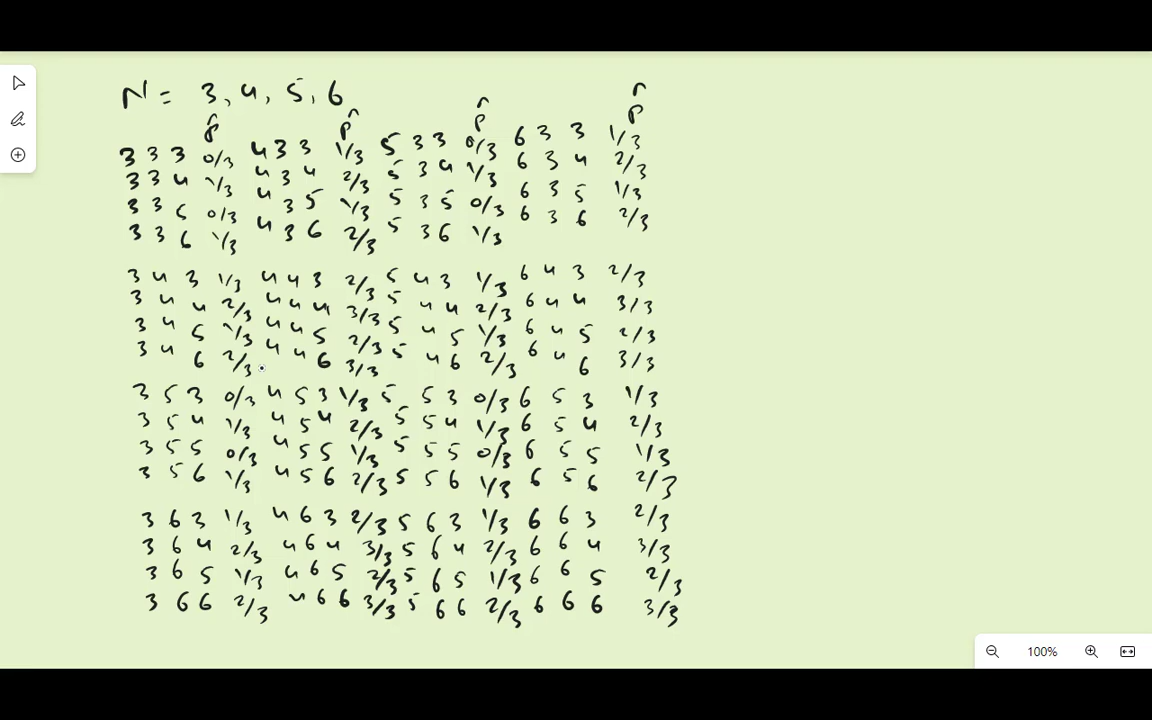 N = 3, 4, 5, 6
p̂ p̂ p̂ p̂
3 3 3 0/3 4 3 3 1/3 5 3 3 0/3 6 3 3 1/3
3 3 4 1/3 4 3 4 2/3 5 3 4 1/3 6 3 4 2/3
3 3 5 0/3 4 3 5 1/3 5 3 5 0/3 6 3 5 1/3
3 3 6 1/3 4 3 6 2/3 5 3 6 1/3 6 3 6 2/3
3 4 3 1/3 4 4 3 2/3 5 4 3 1/3 6 4 3 2/3
3 4 4 2/3 4 4 4 3/3 5 4 4 2/3 6 4 4 3/3
3 4 5 1/3 4 4 5 2/3 5 4 5 1/3 6 4 5 2/3
3 4 6 2/3 4 4 6 3/3 5 4 6 2/3 6 4 6 3/3
3 5 3 0/3 4 5 3 1/3 5 5 3 0/3 6 5 3 1/3
3 5 4 1/3 4 5 4 2/3 5 5 4 1/3 6 5 4 2/3
3 5 5 0/3 4 5 5 1/3 5 5 5 0/3 6 5 5 1/3
3 5 6 1/3 4 5 6 2/3 5 5 6 1/3 6 5 6 2/3
3 6 3 1/3 4 6 3 2/3 5 6 3 1/3 6 6 3 2/3
3 6 4 2/3 4 6 4 3/3 5 6 4 2/3 6 6 4 3/3
3 6 5 1/3 4 6 5 2/3 5 6 5 1/3 6 6 5 2/3
3 6 6 2/3 4 6 6 3/3 5 6 6 2/3 6 6 6 3/3
100%